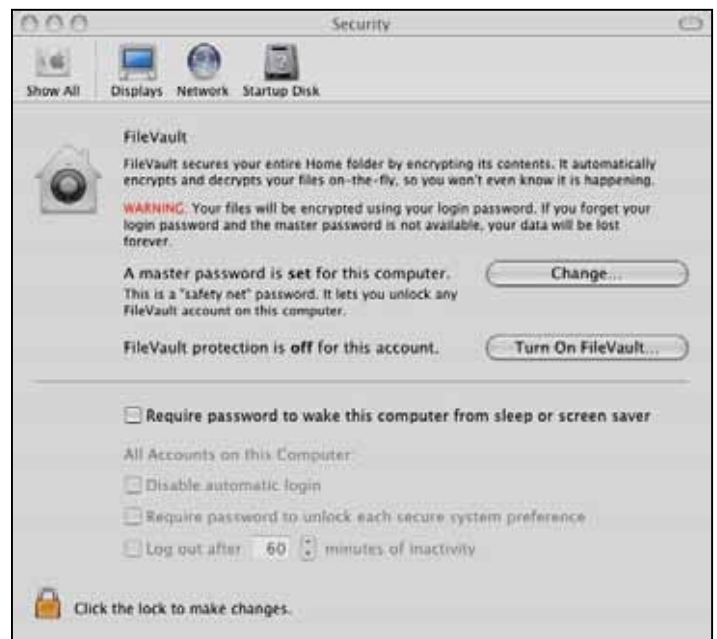 Security
Show All
Displays
Network
Startup Disk
FileVault
FileVault secures your entire Home folder by encrypting its contents. It automatically
encrypts and decrypts your files on-the-fly, so you won't even know it is happening.
WARNING: Your files will be encrypted using your login password. If you forget your
login password and the master password is not available, your data will be lost
forever.
A master password is set for this computer.
Change...
This is a "safety net" password. It lets you unlock any
FileVault account on this computer.
FileVault protection is off for this account.
Turn On FileVault...
Require password to wake this computer from sleep or screen saver
All Accounts on this Computer:
Disable automatic login
Require password to unlock each secure system preference
Log out after 60 minutes of inactivity
Click the lock to make changes.